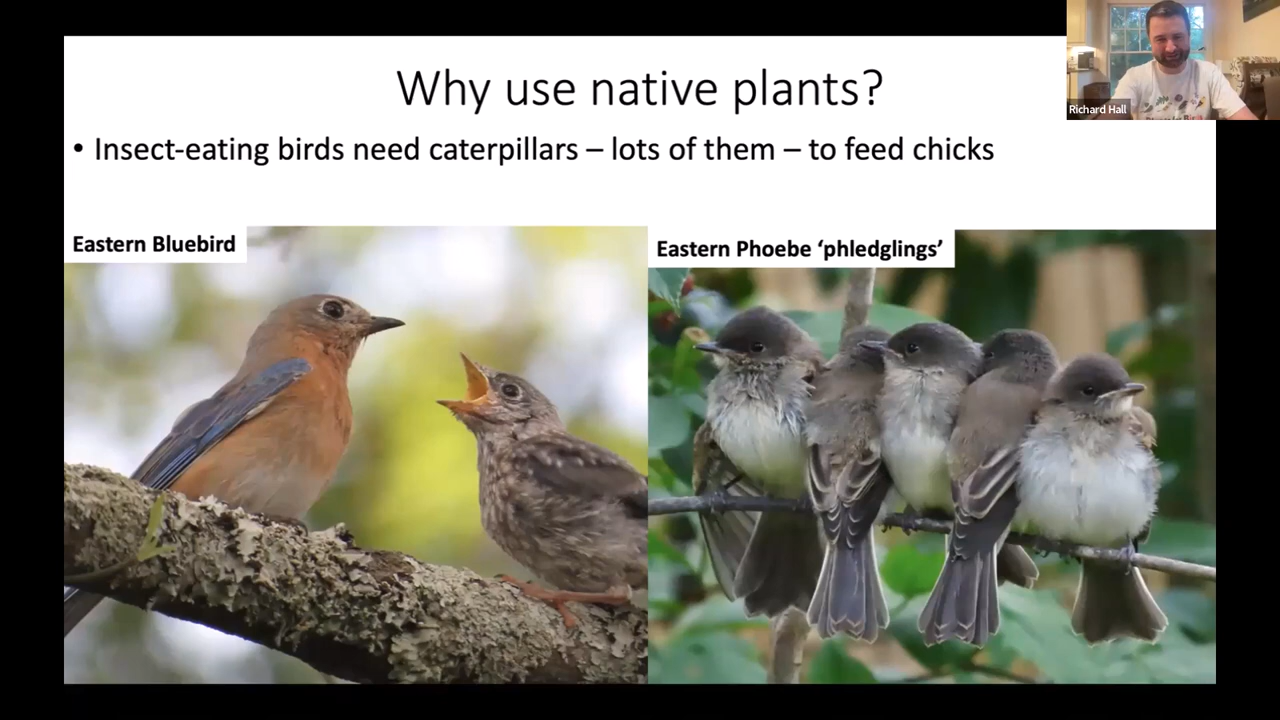 Why use native plants?
• Insect-eating birds need caterpillars – lots of them – to feed chicks
Richard Hall
Eastern Bluebird
Eastern Phoebe ‘phledglings’